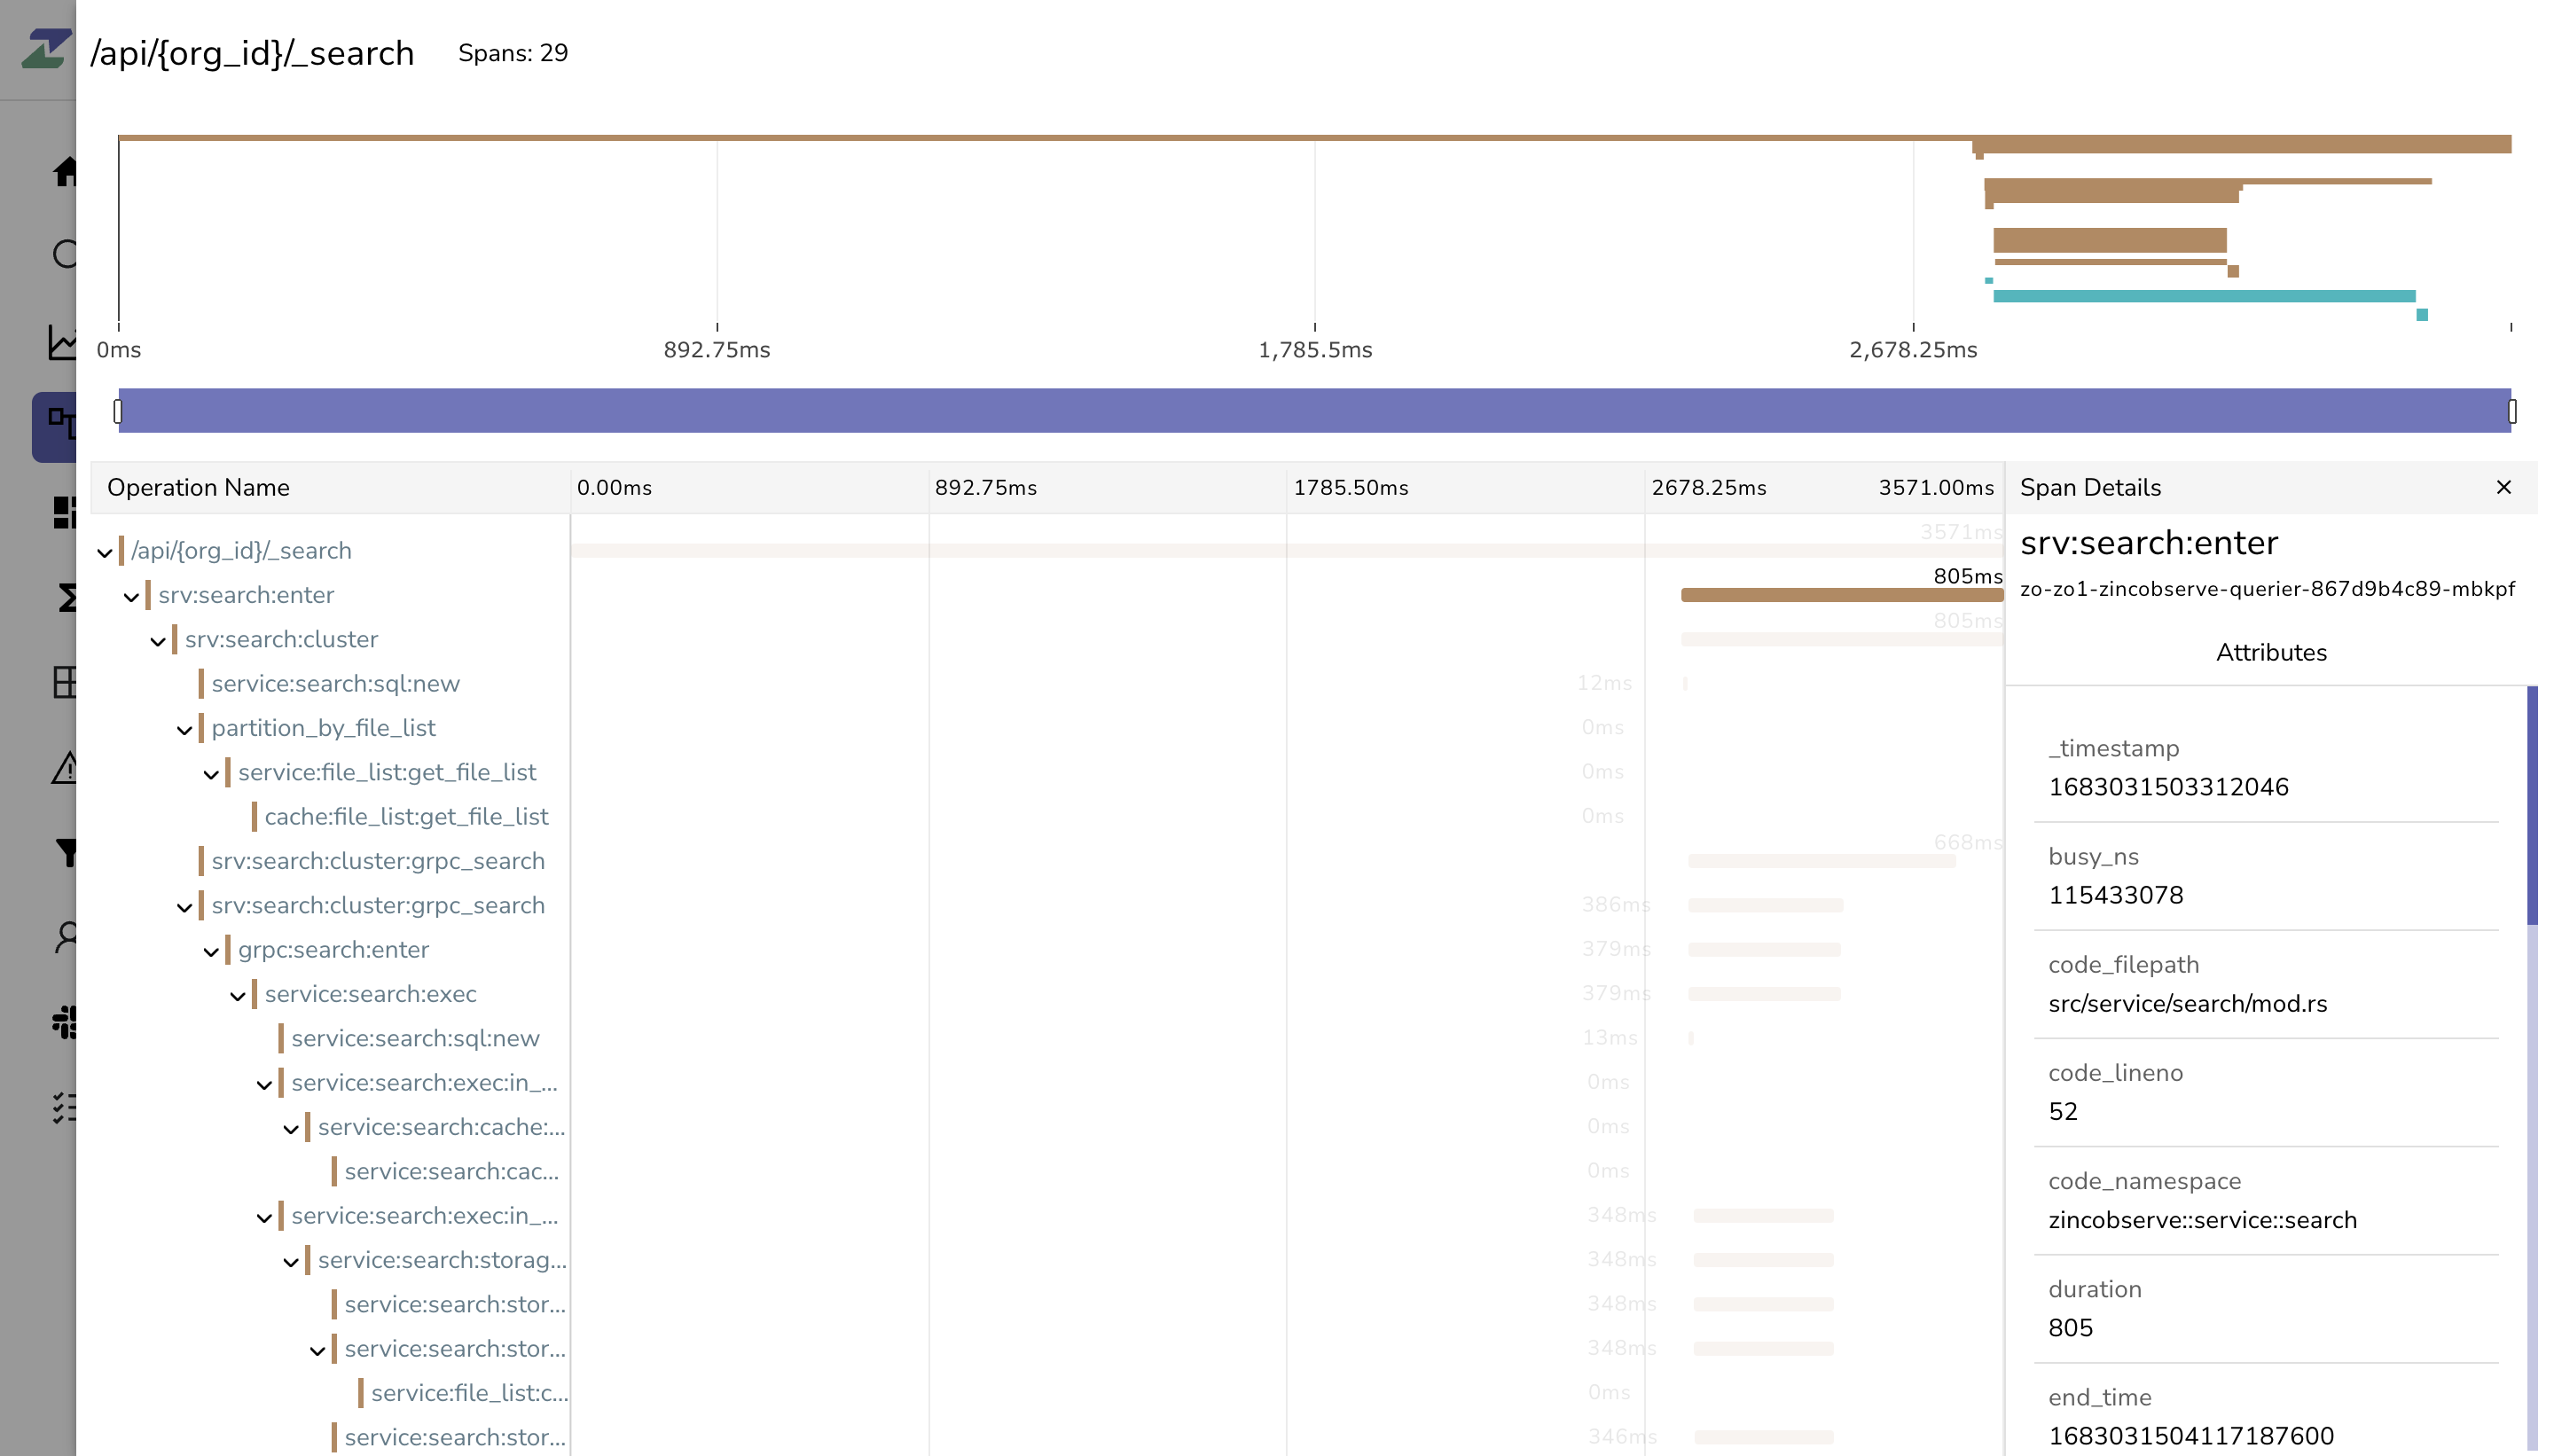 /api/{org_id}/_search Spans: 29
0ms 892.75ms 1,785.5ms 2,678.25ms
Operation Name 0.00ms 892.75ms 1785.50ms 2678.25ms 3571.00ms
/api/{org_id}/_search 3571ms
srv:search:enter 805ms
srv:search:cluster 805ms
service:search:sql:new 12ms
partition_by_file_list 0ms
service:file_list:get_file_list 0ms
cache:file_list:get_file_list 0ms
srv:search:cluster:grpc_search 668ms
srv:search:cluster:grpc_search 386ms
grpc:search:enter 379ms
service:search:exec 379ms
service:search:sql:new 13ms
service:search:exec:in_... 0ms
service:search:cache:... 0ms
service:search:cac... 0ms
service:search:exec:in_... 348ms
service:search:storag... 348ms
service:search:stor... 348ms
service:search:stor... 348ms
service:file_list:c... 0ms
service:search:stor... 346ms
Span Details
srv:search:enter
zo-zo1-zincobserve-querier-867d9b4c89-mbkpf
Attributes
_timestamp
1683031503312046
busy_ns
115433078
code_filepath
src/service/search/mod.rs
code_lineno
52
code_namespace
zincobserve::service::search
duration
805
end_time
1683031504117187600